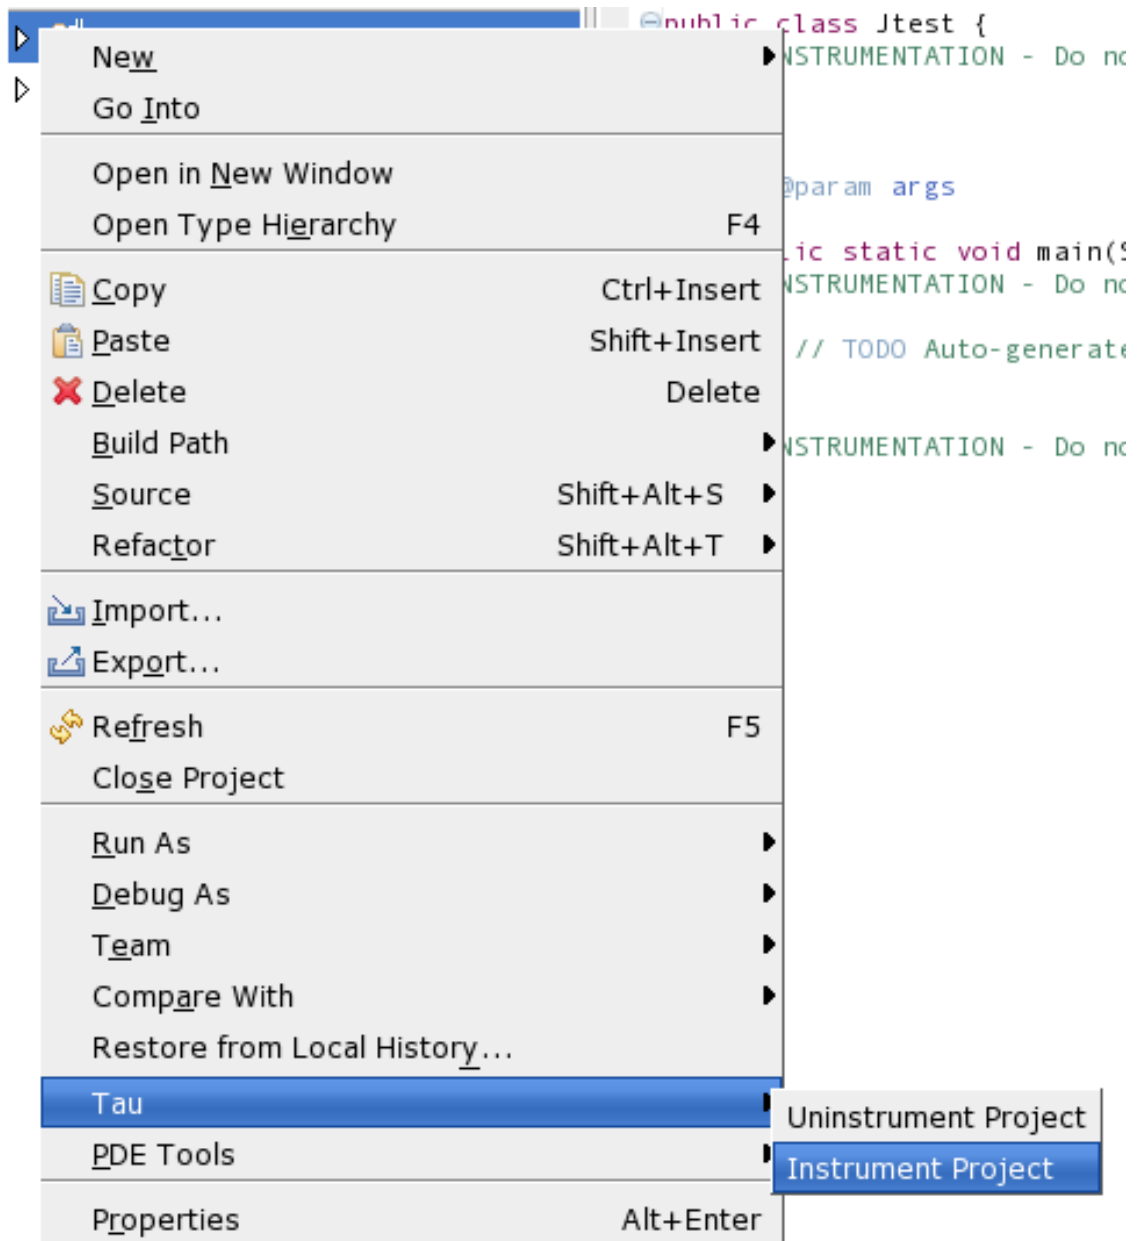 public class Jtest {
New
NSTRUMENTATION - Do no
Go Into
Open in New Window
@param args
Open Type Hierarchy F4
lic static void main(S
Copy Ctrl+Insert
NSTRUMENTATION - Do no
Paste Shift+Insert
// TODO Auto-generate
Delete Delete
Build Path
NSTRUMENTATION - Do no
Source Shift+Alt+S
Refactor Shift+Alt+T
Import...
Export...
Refresh F5
Close Project
Run As
Debug As
Team
Compare With
Restore from Local History...
Tau
Uninstrument Project
PDE Tools
Instrument Project
Properties Alt+Enter